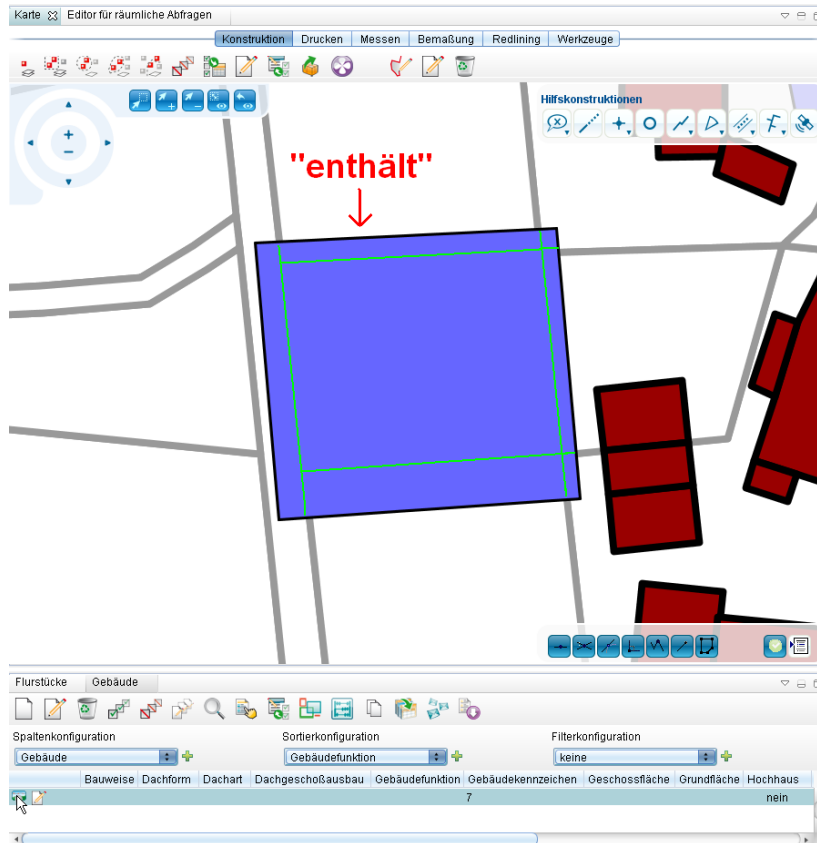 Karte Editor für räumliche Abfragen
Konstruktion Drucken Messen Bemaßung Redlining Werkzeuge
Hilfskonstruktionen
"enthält"
Flurstücke Gebäude
Spaltenkonfiguration Sortierkonfiguration Filterkonfiguration
Gebäude Gebäudefunktion keine
Bauweise Dachform Dachart Dachgeschoßausbau Gebäudefunktion Gebäudekennzeichen Geschossfläche Grundfläche Hochhaus
7 nein